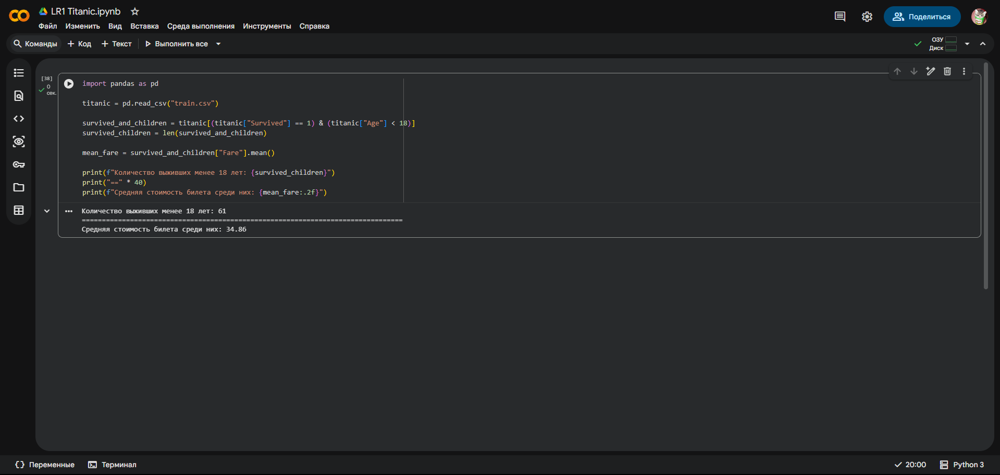 LR1 Titanic.ipynb
Файл Изменить Вид Вставка Среда выполнения Инструменты Справка
Поделиться
Команды + Код + Текст Выполнить все
ОЗУ
Диск
[38]
0
сек.
import pandas as pd
titanic = pd.read_csv("train.csv")
survived_and_children = titanic[(titanic["Survived"] == 1) & (titanic["Age"] < 18)]
survived_children = len(survived_and_children)
mean_fare = survived_and_children["Fare"].mean()
print(f"Количество выживших менее 18 лет: {survived_children}")
print("==" * 40)
print(f"Средняя стоимость билета среди них: {mean_fare:.2f}")
Количество выживших менее 18 лет: 61
================================================================================
Средняя стоимость билета среди них: 34.86
Переменные Терминал
20:00 Python 3